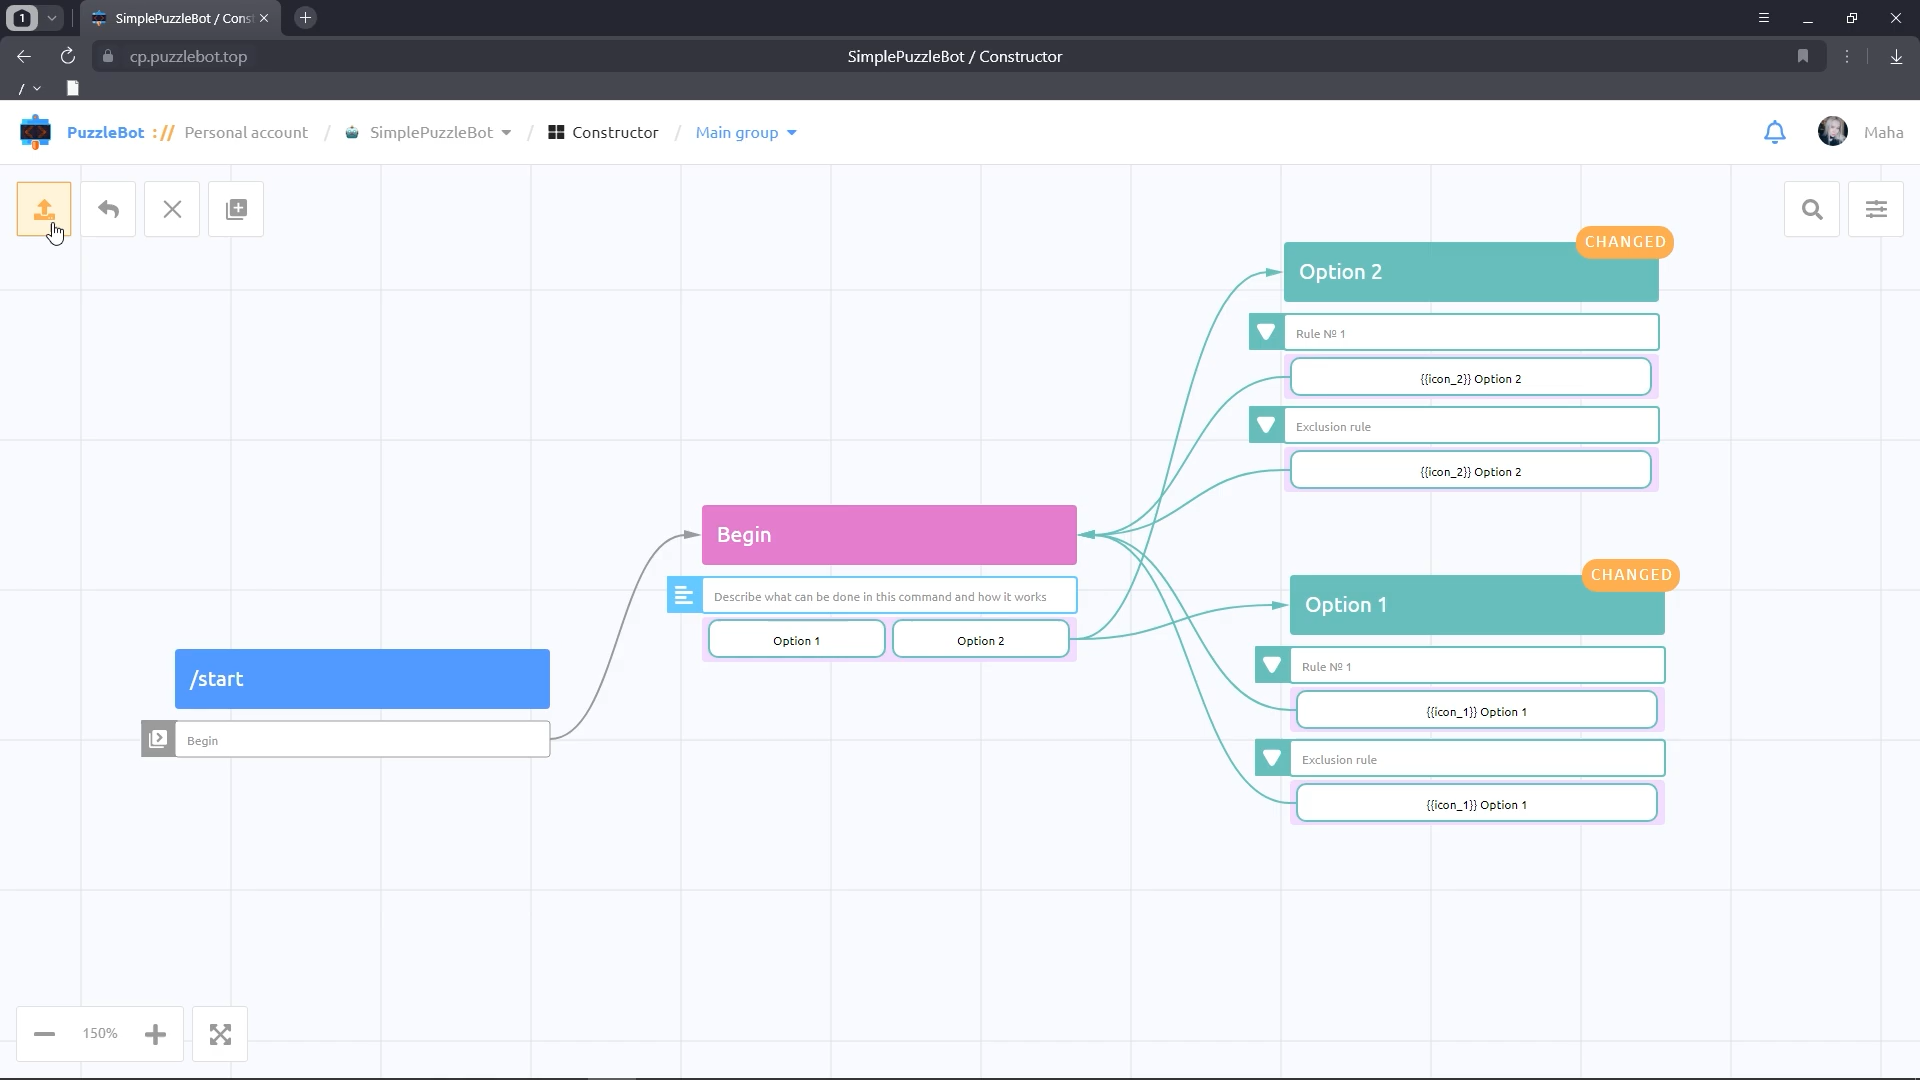 1
SimplePuzzleBot / Cons
cp.puzzlebot.top
SimplePuzzleBot / Constructor
/
PuzzleBot :// Personal account / SimplePuzzleBot / Constructor / Main group
Maha
CHANGED
Option 2
Rule № 1
{{icon_2}} Option 2
Exclusion rule
{{icon_2}} Option 2
Begin
Describe what can be done in this command and how it works
Option 1
Option 2
CHANGED
Option 1
Rule № 1
{{icon_1}} Option 1
Exclusion rule
{{icon_1}} Option 1
/start
Begin
150%